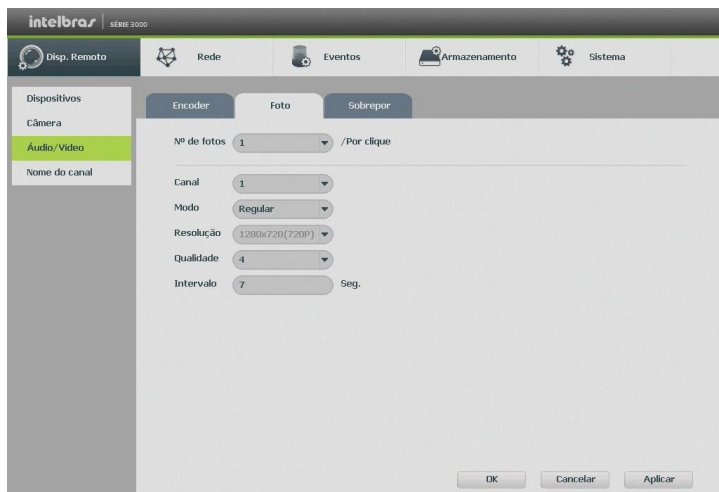 intelbras SÉRIE 3000
Disp. Remoto Rede Eventos Armazenamento Sistema
Dispositivos
Câmera
Áudio/Video
Nome do canal
Encoder Foto Sobrepor
Nº de fotos 1 /Por clique
Canal 1
Modo Regular
Resolução 1280x720(720P)
Qualidade 4
Intervalo 7 Seg.
OK Cancelar Aplicar